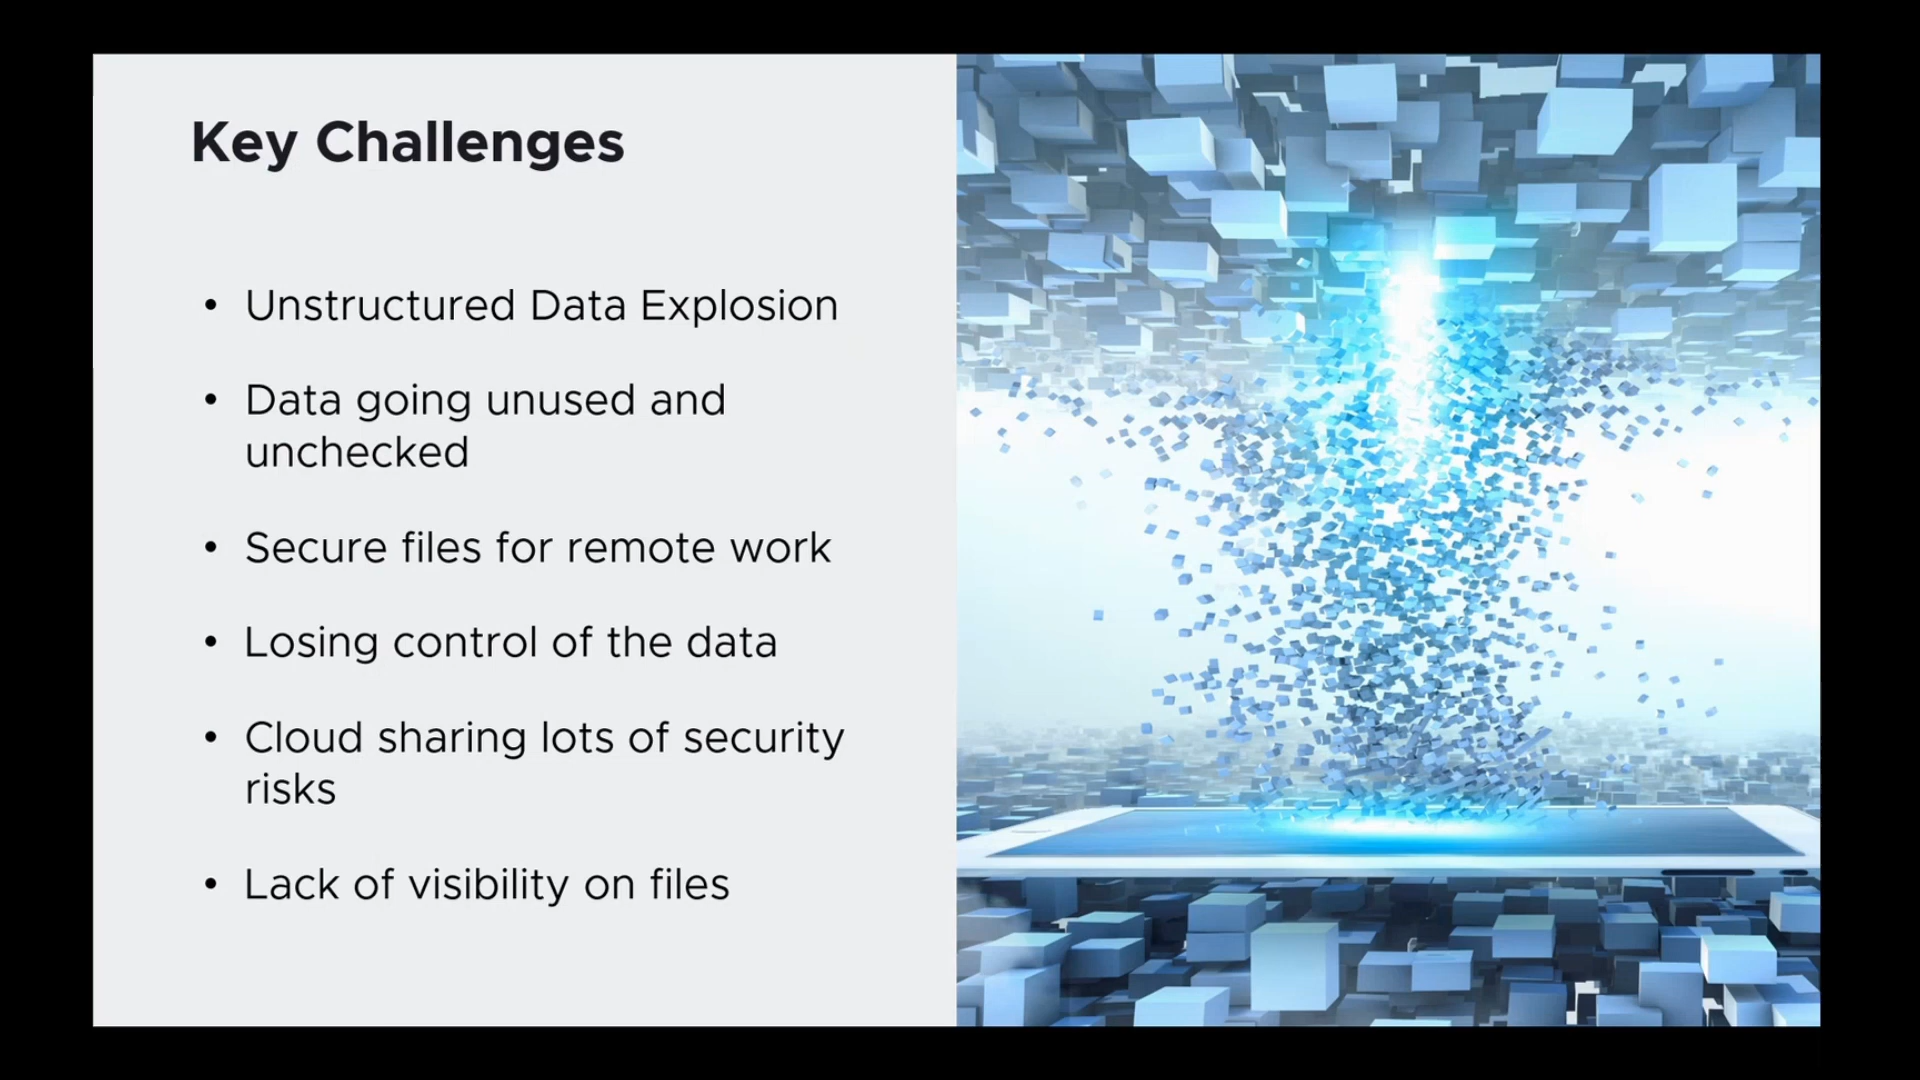 Key Challenges
• Unstructured Data Explosion
• Data going unused and
unchecked
• Secure files for remote work
• Losing control of the data
• Cloud sharing lots of security
risks
• Lack of visibility on files